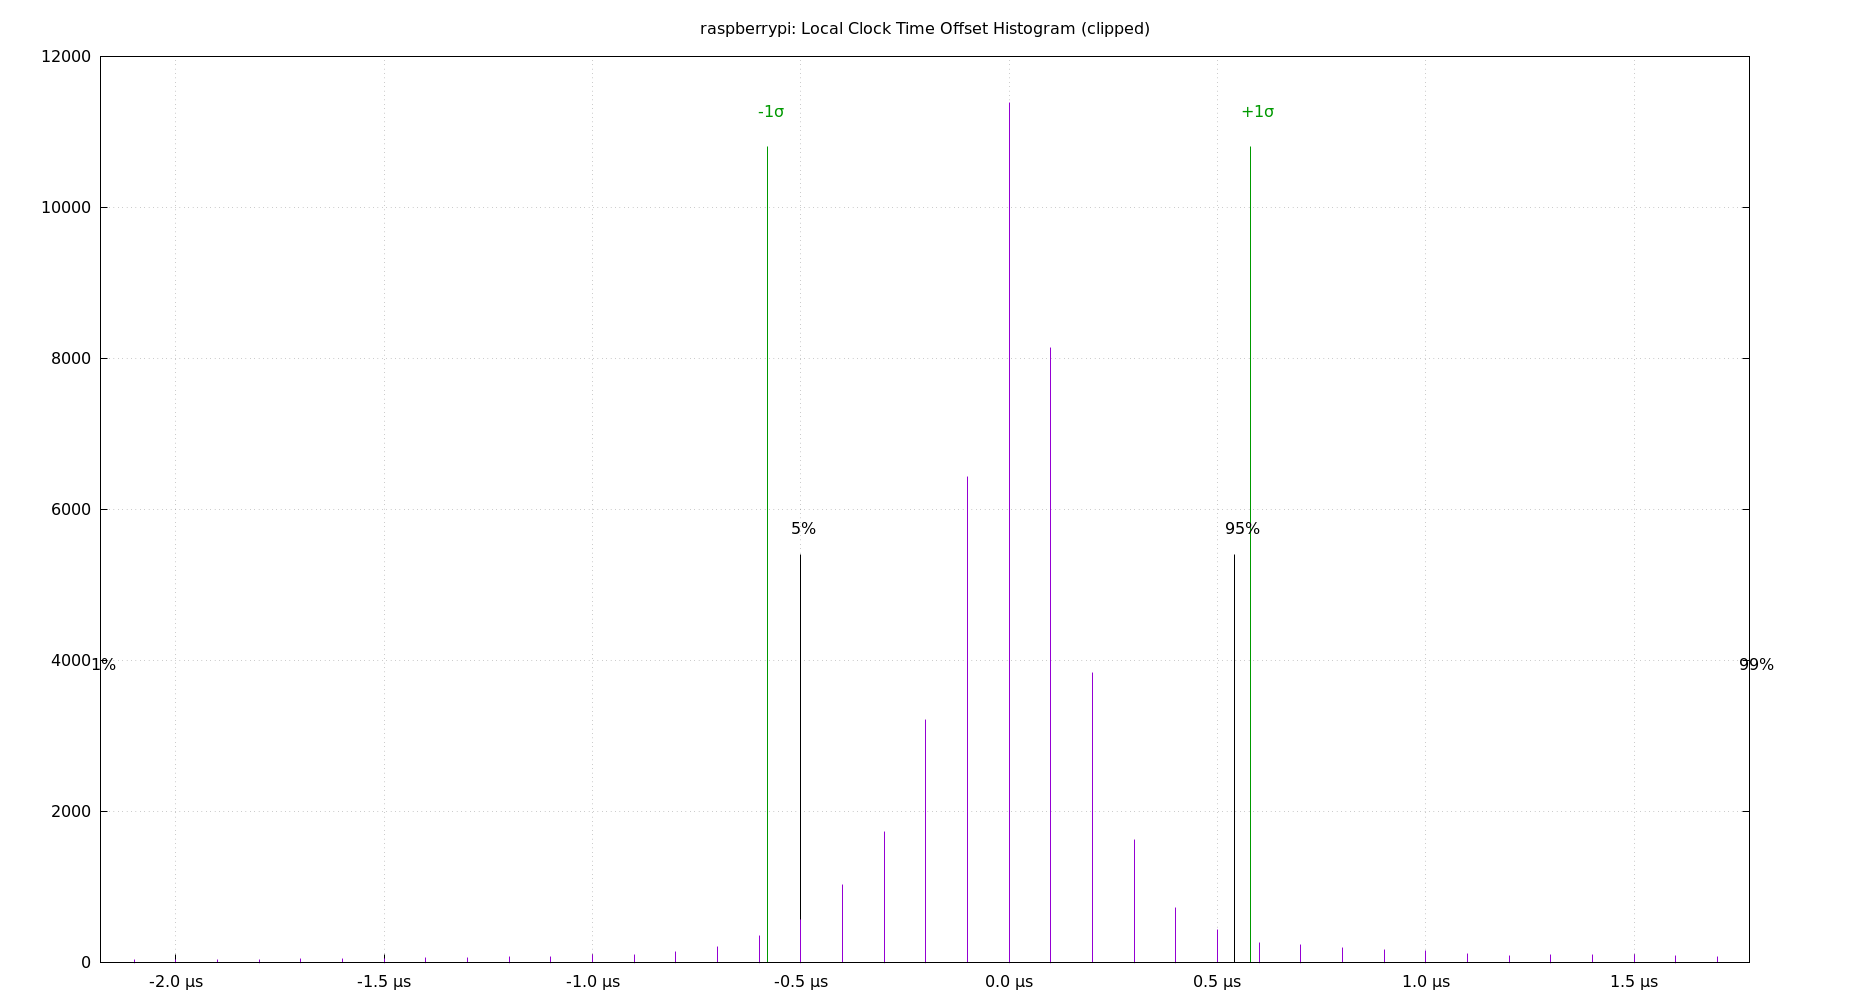 raspberrypi: Local Clock Time Offset Histogram (clipped)
12000
-1σ +1σ
10000
8000
6000
5% 95%
4000 1% 99%
2000
0
-2.0 µs -1.5 µs -1.0 µs -0.5 µs 0.0 µs 0.5 µs 1.0 µs 1.5 µs